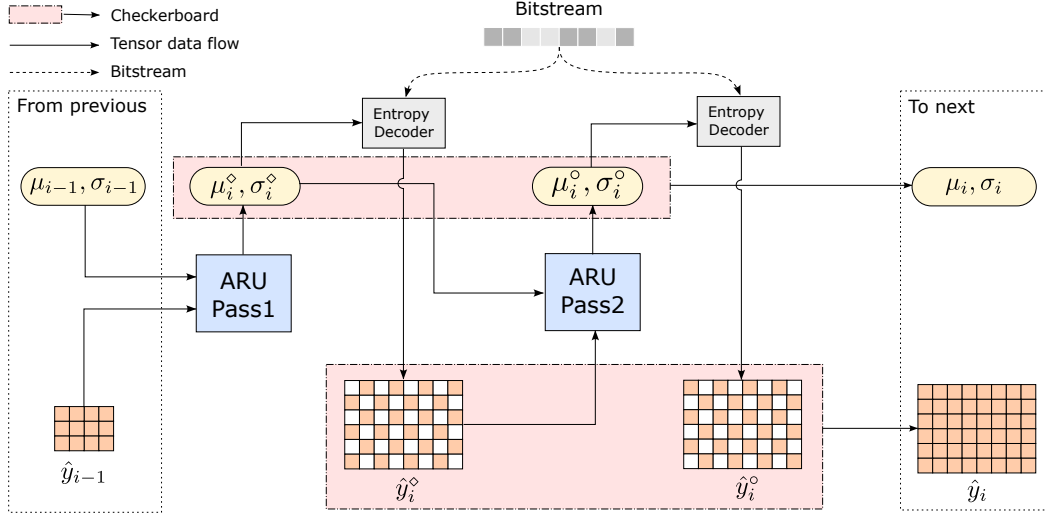 Checkerboard
Tensor data flow
Bitstream
Bitstream
From previous
To next
Entropy
Decoder
Entropy
Decoder
μ_{i−1}, σ_{i−1}
μ_i^◇, σ_i^◇
μ_i^○, σ_i^○
μ_i, σ_i
ARU
Pass1
ARU
Pass2
ŷ_{i−1}
ŷ_i^◇
ŷ_i^○
ŷ_i